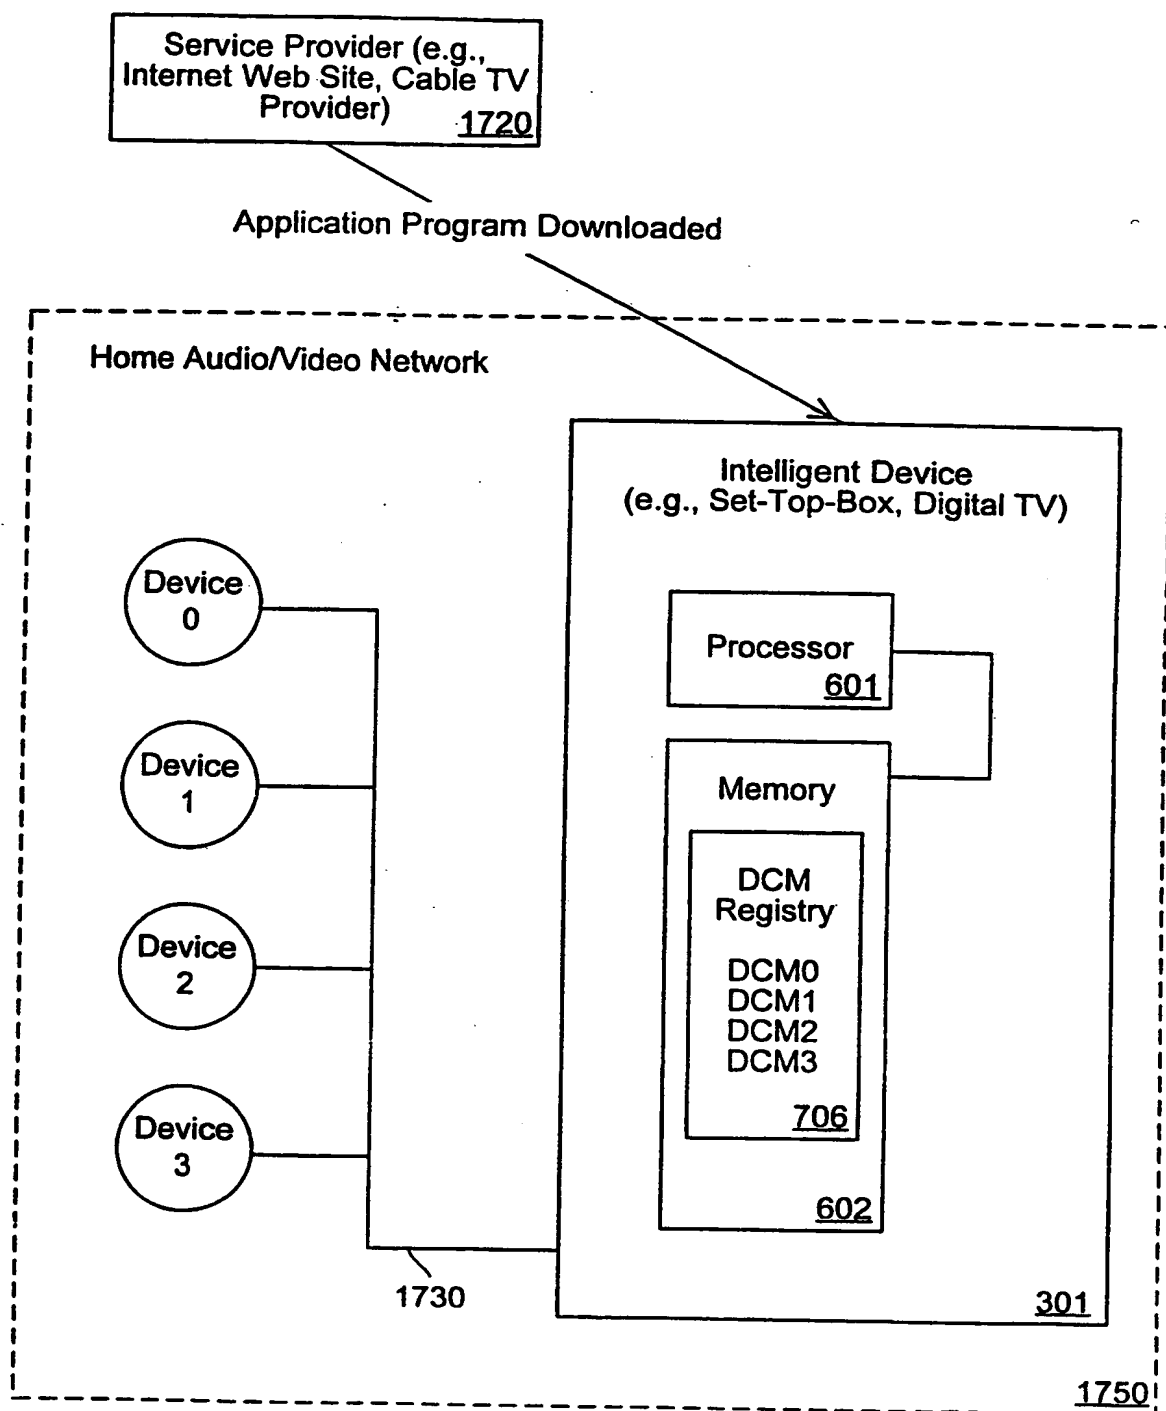 Service Provider (e.g.,
Internet Web Site, Cable TV
Provider)
1720
Application Program Downloaded
Home Audio/Video Network
Intelligent Device
(e.g., Set-Top-Box, Digital TV)
Device
0
Device
1
Device
2
Device
3
Processor
601
Memory
DCM
Registry
DCM0
DCM1
DCM2
DCM3
706
602
1730
301
1750